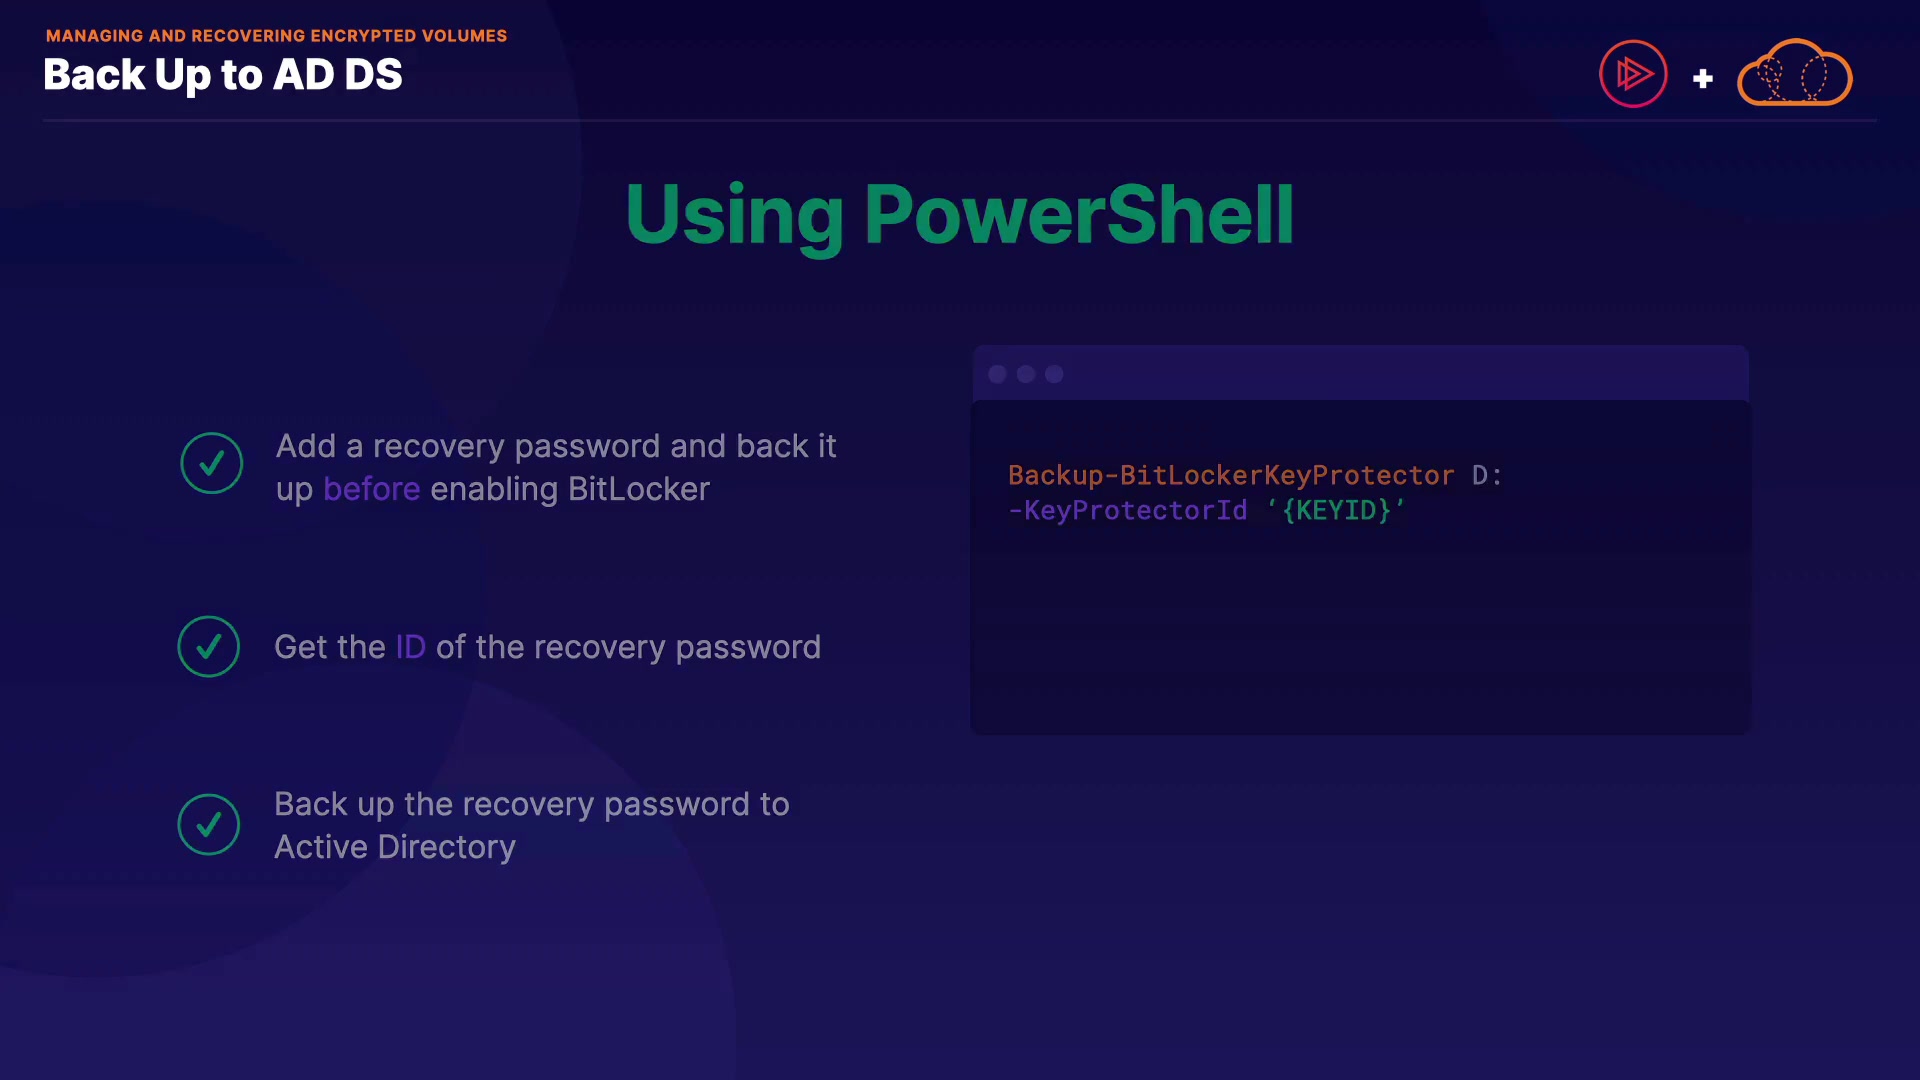 MANAGING AND RECOVERING ENCRYPTED VOLUMES
Back Up to AD DS
+
Using PowerShell
Add a recovery password and back it
up before enabling BitLocker
Get the ID of the recovery password
Back up the recovery password to
Active Directory
Backup-BitLockerKeyProtector D:
-KeyProtectorId ‘{KEYID}’